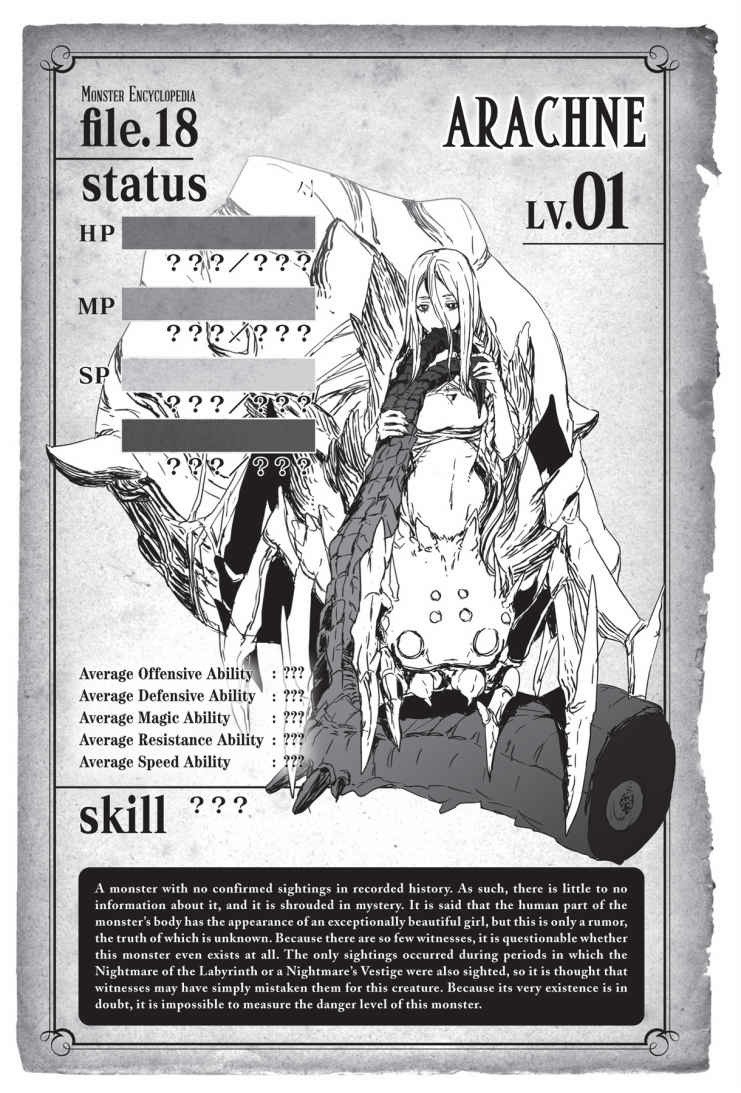 MONSTER ENCYCLOPEDIA
file.18
ARACHNE
LV.01
status
HP
???/???
MP
???/???
SP
???/???
??? ???
Average Offensive Ability : ???
Average Defensive Ability : ???
Average Magic Ability : ???
Average Resistance Ability : ???
Average Speed Ability : ???
skill ???
A monster with no confirmed sightings in recorded history. As such, there is little to no
information about it, and it is shrouded in mystery. It is said that the human part of the
monster's body has the appearance of an exceptionally beautiful girl, but this is only a rumor,
the truth of which is unknown. Because there are so few witnesses, it is questionable whether
this monster even exists at all. The only sightings occurred during periods in which the
Nightmare of the Labyrinth or a Nightmare's Vestige were also sighted, so it is thought that
witnesses may have simply mistaken them for this creature. Because its very existence is in
doubt, it is impossible to measure the danger level of this monster.